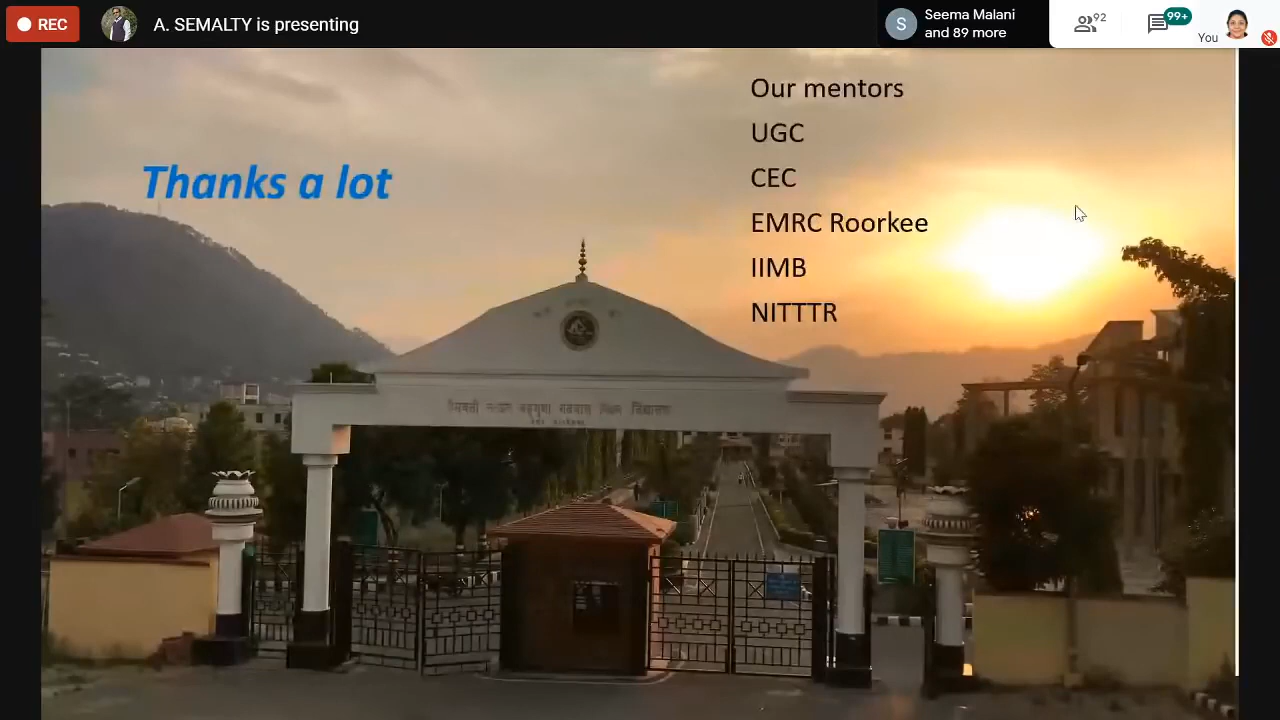 REC
A. SEMALTY is presenting
S
Seema Malani
and 89 more
92
99+
You
Thanks a lot
Our mentors
UGC
CEC
EMRC Roorkee
IIMB
NITTTR